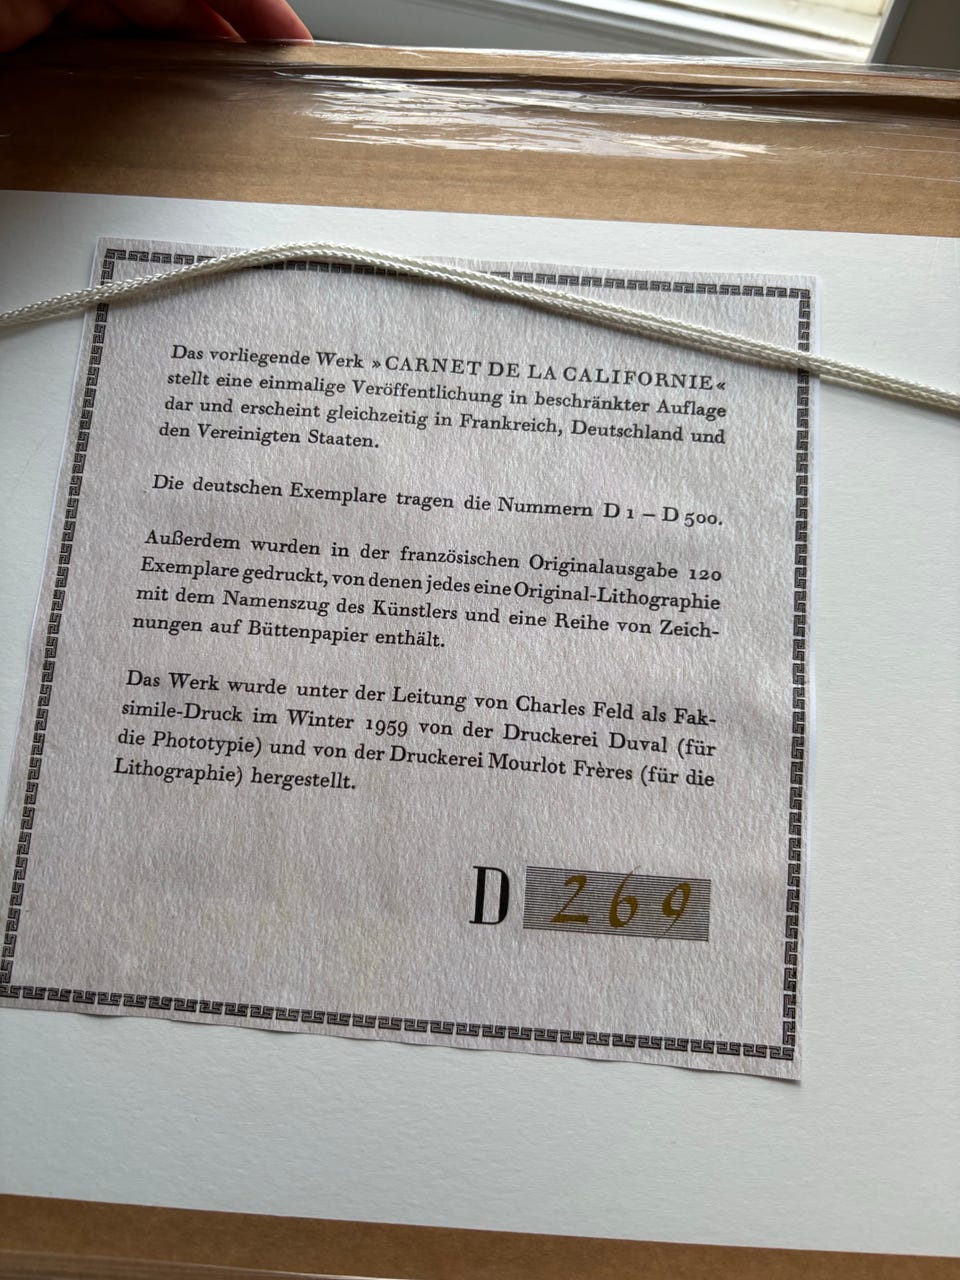 Das vorliegende Werk »CARNET DE LA CALIFORNIE«
stellt eine einmalige Veröffentlichung in beschränkter Auflage
dar und erscheint gleichzeitig in Frankreich, Deutschland und
den Vereinigten Staaten.
Die deutschen Exemplare tragen die Nummern D 1 – D 500.
Außerdem wurden in der französischen Originalausgabe 120
Exemplare gedruckt, von denen jedes eine Original-Lithographie
mit dem Namenszug des Künstlers und eine Reihe von Zeich-
nungen auf Büttenpapier enthält.
Das Werk wurde unter der Leitung von Charles Feld als Fak-
simile-Druck im Winter 1959 von der Druckerei Duval (für
die Phototypie) und von der Druckerei Mourlot Frères (für die
Lithographie) hergestellt.
D 269